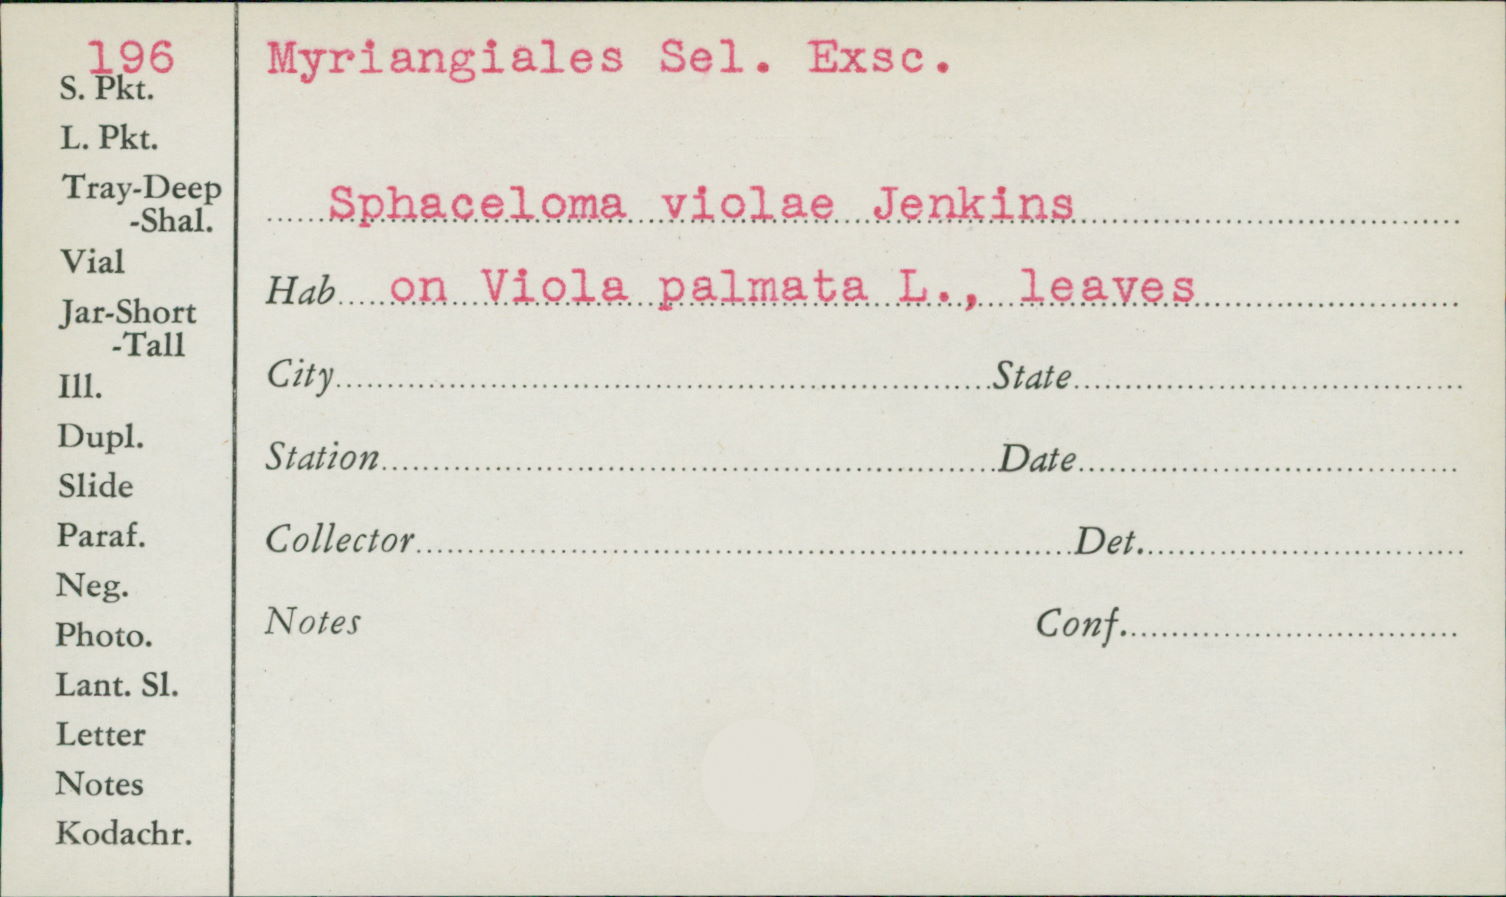 196
S. Pkt.
L. Pkt.
Tray-Deep
-Shal.
Vial
Jar-Short
-Tall
Ill.
Dupl.
Slide
Paraf.
Neg.
Photo.
Lant. Sl.
Letter
Notes
Kodachr.
Myriangiales Sel. Exsc.
Sphaceloma violae Jenkins
Hab on Viola palmata L., leaves
City State
Station Date
Collector Det.
Notes Conf.